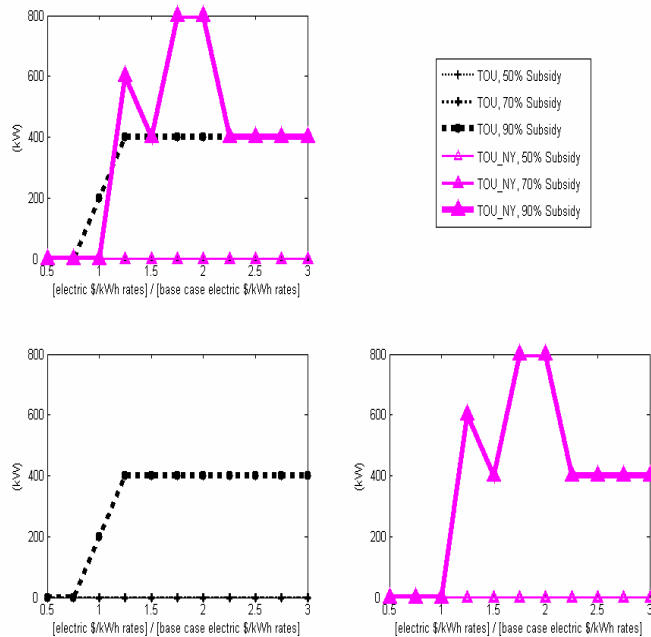 800
600
400
200
0
(kW)
0.5 1 1.5 2 2.5 3
[electric $/kWh rates] / [base case electric $/kWh rates]
TOU, 50% Subsidy
TOU, 70% Subsidy
TOU, 90% Subsidy
TOU_NY, 50% Subsidy
TOU_NY, 70% Subsidy
TOU_NY, 90% Subsidy
800
600
400
200
0
(kW)
0.5 1 1.5 2 2.5 3
[electric $/kWh rates] / [base case electric $/kWh rates]
800
600
400
200
0
(kW)
0.5 1 1.5 2 2.5 3
[electric $/kWh rates] / [base case electric $/kWh rates]